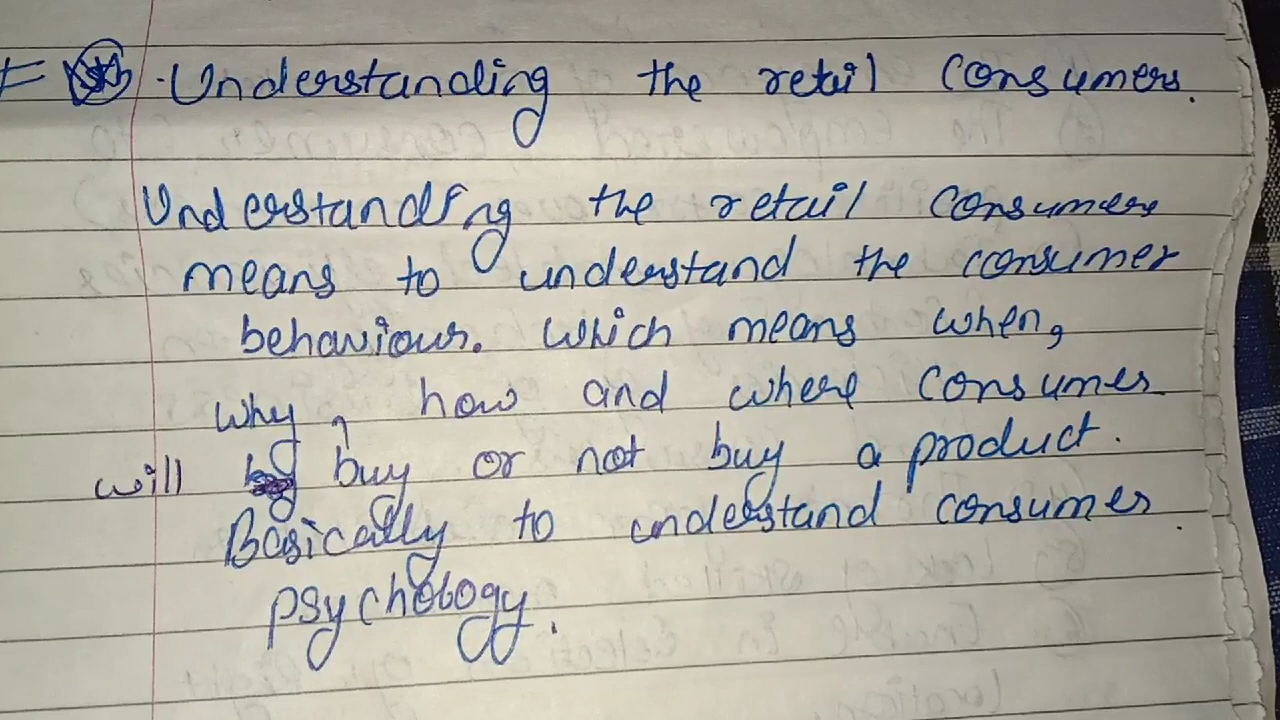 Understanding the retail consumers.
Understanding the retail consumers
means to understand the consumer
behaviour. Which means when,
why, how and where consumer
will buy or not buy a product.
Basically to understand consumer
psychology.